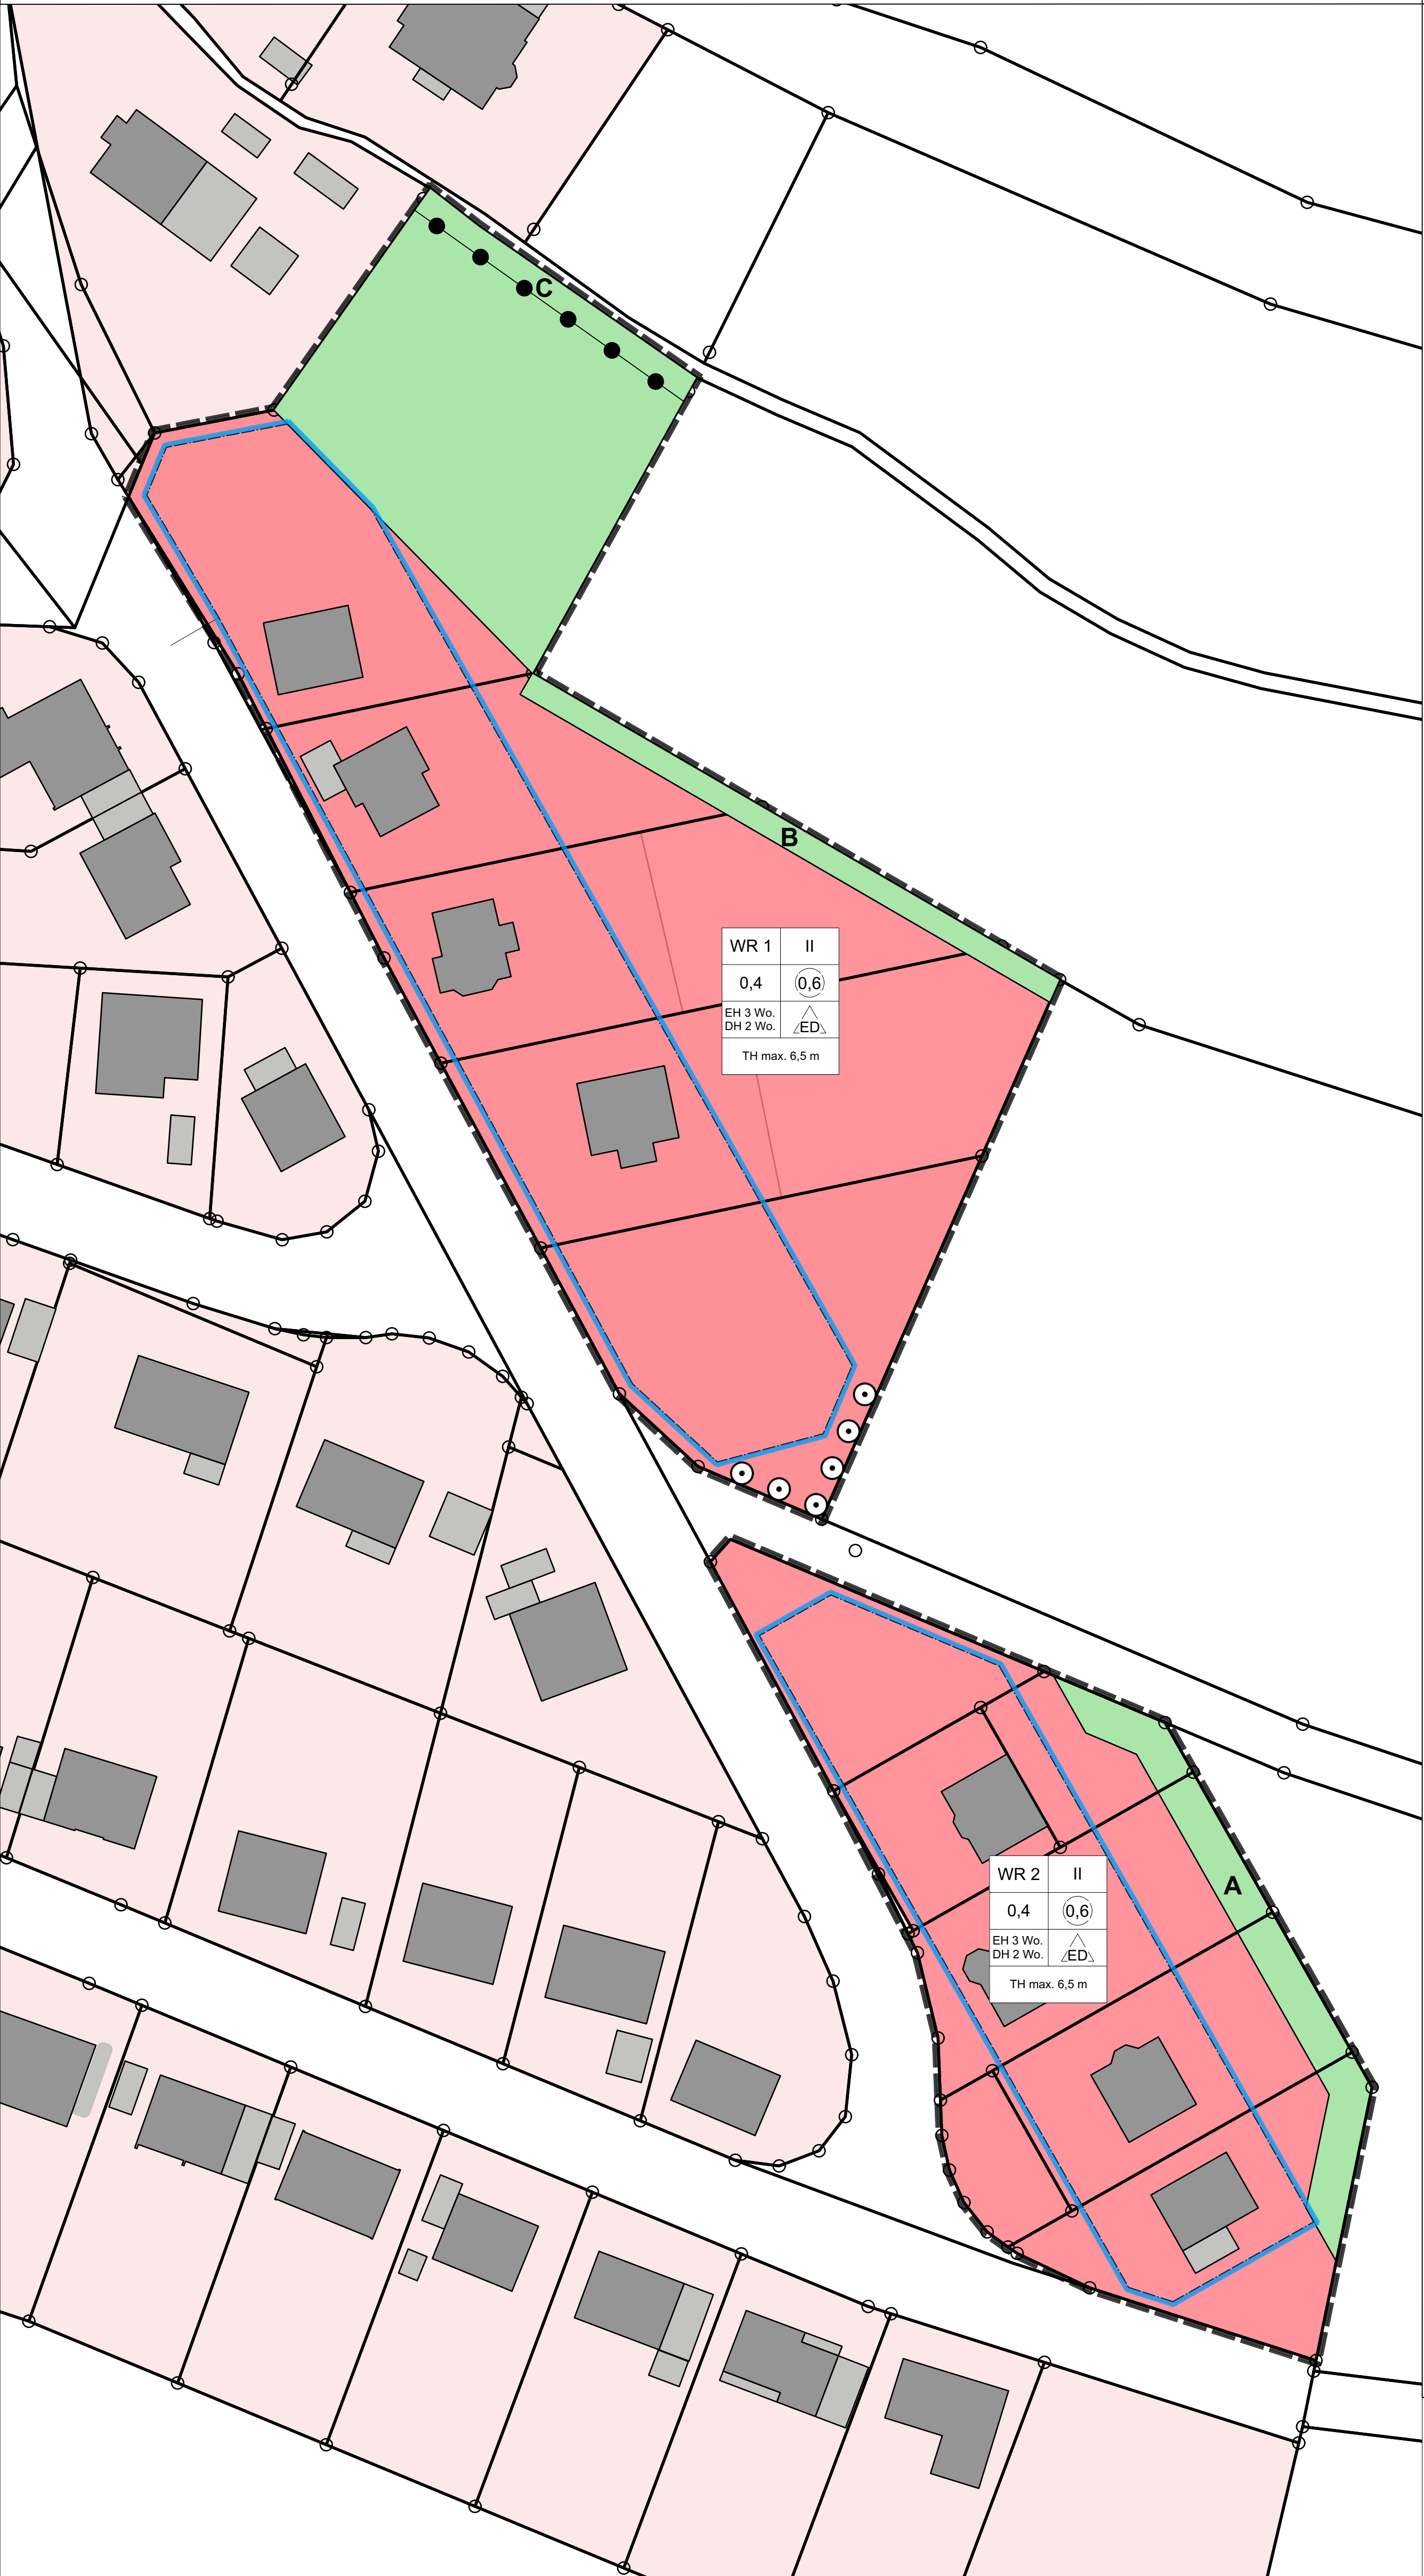 C
B
WR 1 II
0,4 0,6
EH 3 Wo.
DH 2 Wo. ED
TH max. 6,5 m
A
WR 2 II
0,4 0,6
EH 3 Wo.
DH 2 Wo. ED
TH max. 6,5 m